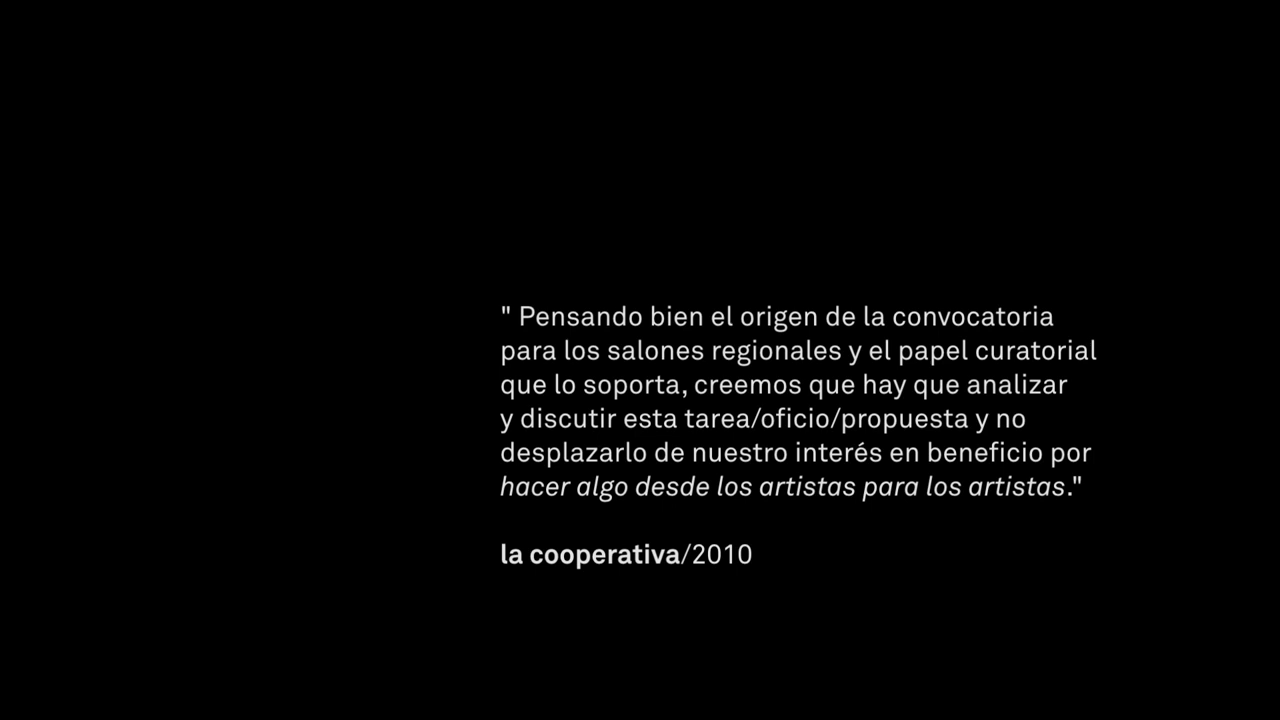 " Pensando bien el origen de la convocatoria
para los salones regionales y el papel curatorial
que lo soporta, creemos que hay que analizar
y discutir esta tarea/oficio/propuesta y no
desplazarlo de nuestro interés en beneficio por
hacer algo desde los artistas para los artistas."
la cooperativa/2010